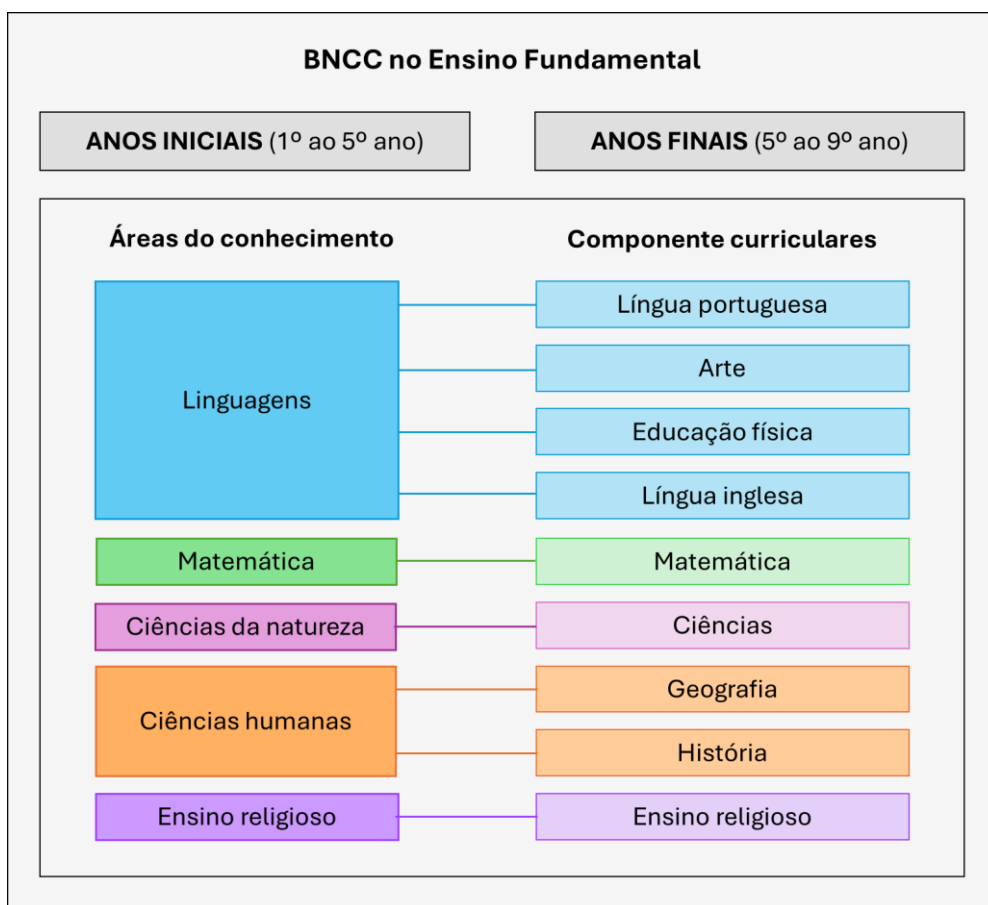 BNCC no Ensino Fundamental
ANOS INICIAIS (1º ao 5º ano)
ANOS FINAIS (5º ao 9º ano)
Áreas do conhecimento
Componente curriculares
Linguagens
Língua portuguesa
Arte
Educação física
Língua inglesa
Matemática
Matemática
Ciências da natureza
Ciências
Ciências humanas
Geografia
História
Ensino religioso
Ensino religioso